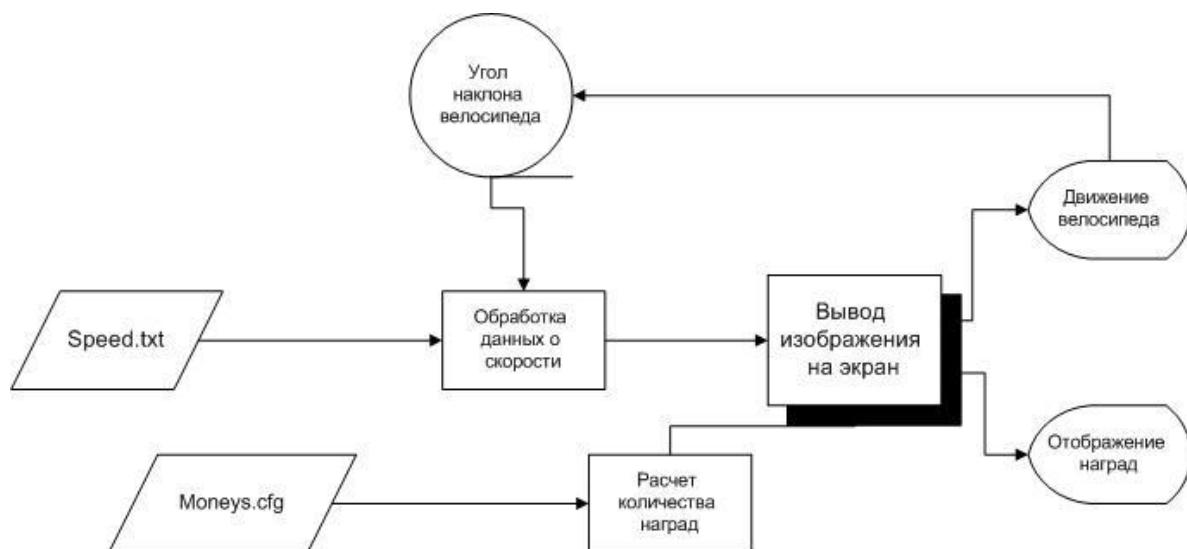 Угол
наклона
велосипеда
Движение
велосипеда
Speed.txt
Обработка
данных о
скорости
Вывод
изображения
на экран
Отображение
наград
Moneys.cfg
Расчет
количества
наград